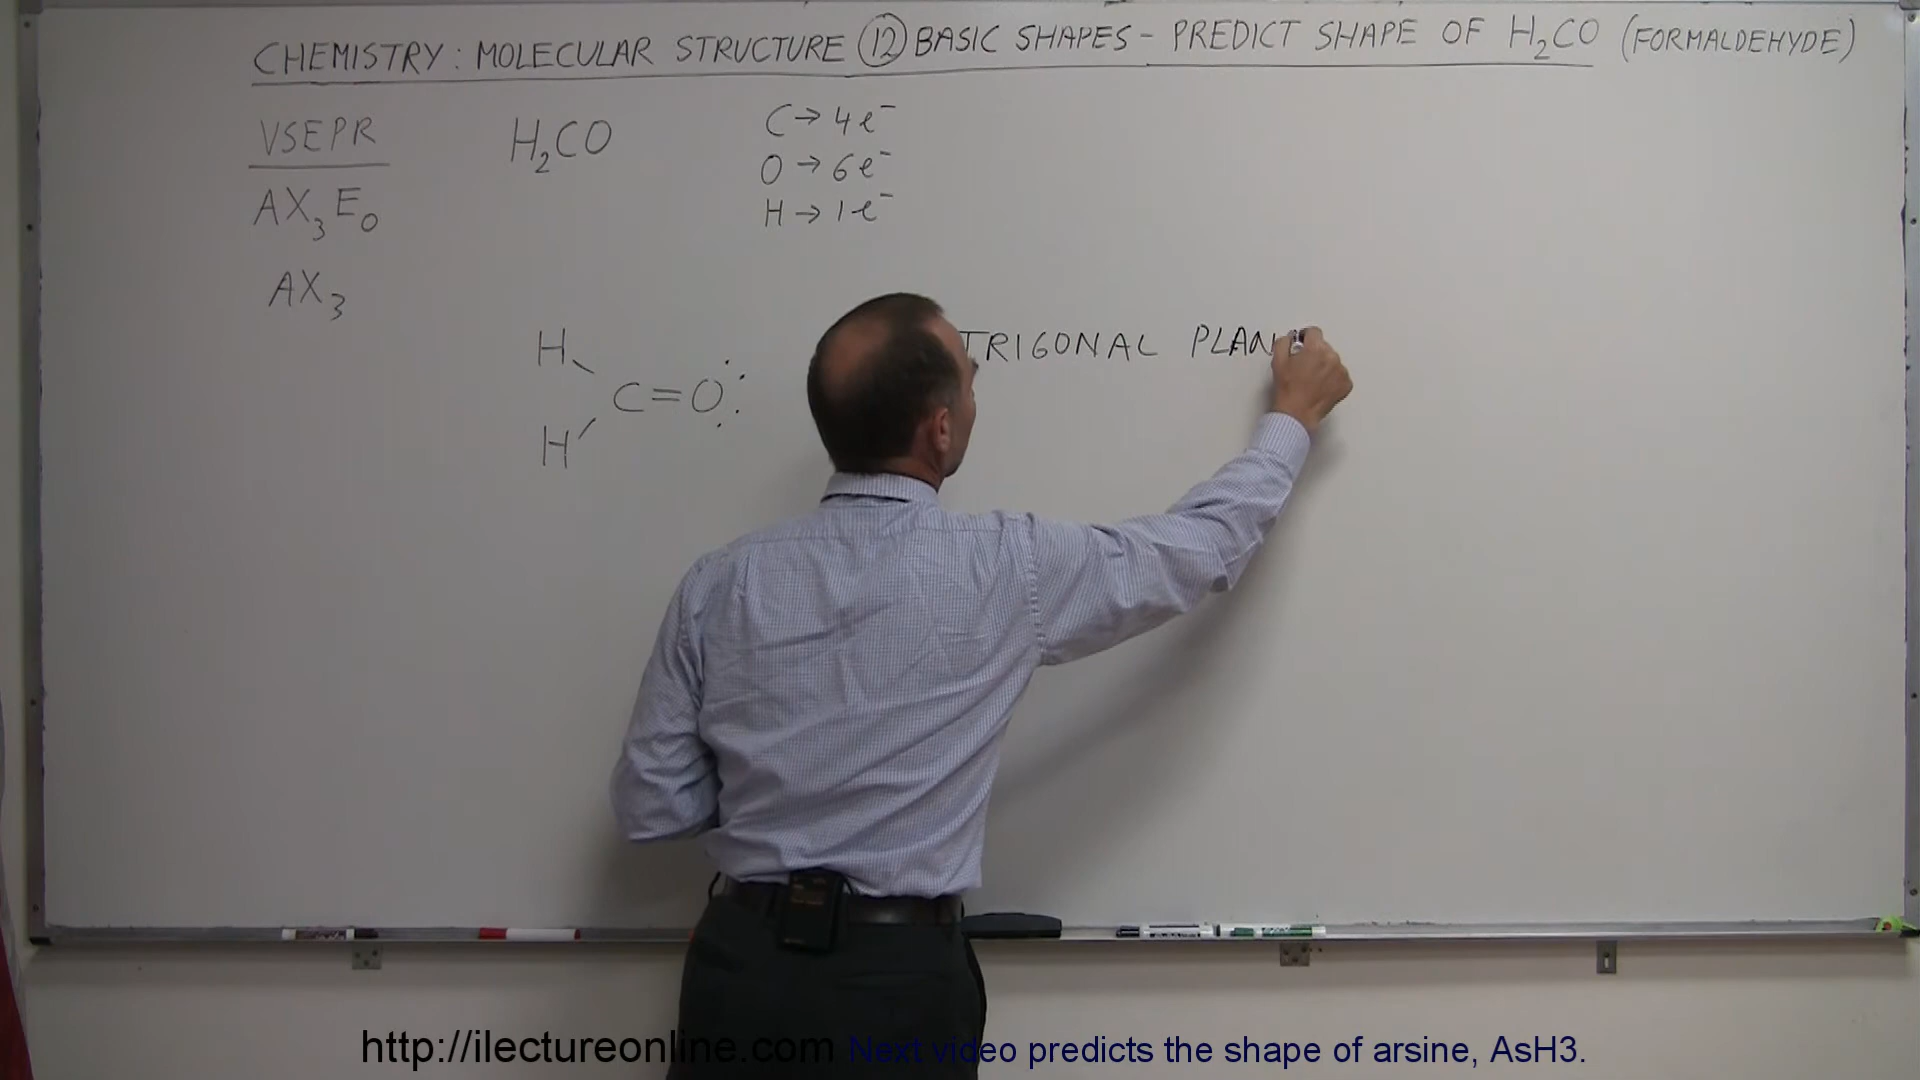 CHEMISTRY: MOLECULAR STRUCTURE 12 BASIC SHAPES - PREDICT SHAPE OF H₂CO (FORMALDEHYDE)
VSEPR
AX₃E₀
AX₃
H₂CO
C → 4e⁻
O → 6e⁻
H → 1e⁻
H
C=O
H
TRIGONAL
http://ilectureonline.com Next video predicts the shape of arsine, AsH3.